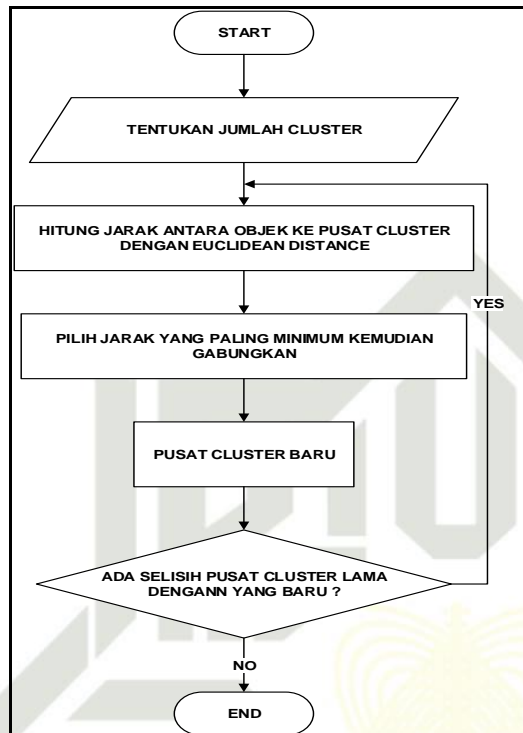 START
TENTUKAN JUMLAH CLUSTER
HITUNG JARAK ANTARA OBJEK KE PUSAT CLUSTER
DENGAN EUCLIDEAN DISTANCE
YES
PILIH JARAK YANG PALING MINIMUM KEMUDIAN
GABUNGKAN
PUSAT CLUSTER BARU
ADA SELISIH PUSAT CLUSTER LAMA
DENGANN YANG BARU ?
NO
END